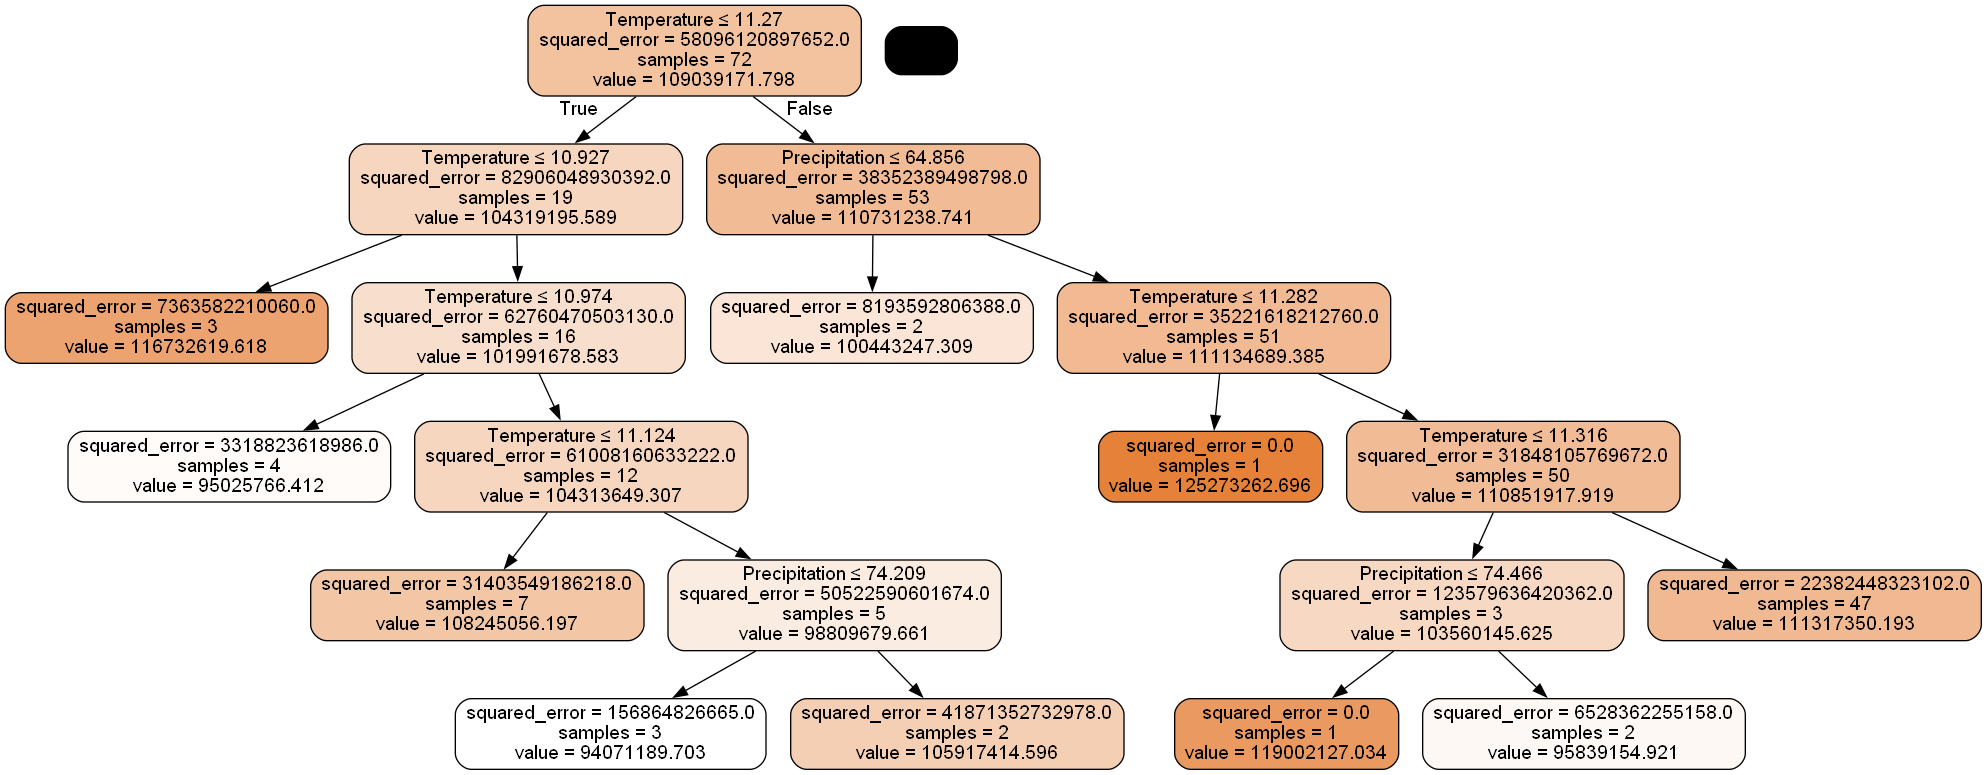 Temperature ≤ 11.27
squared_error = 58096120897652.0
samples = 72
value = 109039171.798
True
False
Temperature ≤ 10.927
squared_error = 82906048930392.0
samples = 19
value = 104319195.589
Precipitation ≤ 64.856
squared_error = 38352389498798.0
samples = 53
value = 110731238.741
squared_error = 7363582210060.0
samples = 3
value = 116732619.618
Temperature ≤ 10.974
squared_error = 62760470503130.0
samples = 16
value = 101991678.583
squared_error = 8193592806388.0
samples = 2
value = 100443247.309
Temperature ≤ 11.282
squared_error = 35221618212760.0
samples = 51
value = 111134689.385
squared_error = 3318823618986.0
samples = 4
value = 95025766.412
Temperature ≤ 11.124
squared_error = 61008160633222.0
samples = 12
value = 104313649.307
squared_error = 0.0
samples = 1
value = 125273262.696
Temperature ≤ 11.316
squared_error = 31848105769672.0
samples = 50
value = 110851917.919
squared_error = 31403549186218.0
samples = 7
value = 108245056.197
Precipitation ≤ 74.209
squared_error = 50522590601674.0
samples = 5
value = 98809679.661
Precipitation ≤ 74.466
squared_error = 123579636420362.0
samples = 3
value = 103560145.625
squared_error = 22382448323102.0
samples = 47
value = 111317350.193
squared_error = 156864826665.0
samples = 3
value = 94071189.703
squared_error = 41871352732978.0
samples = 2
value = 105917414.596
squared_error = 0.0
samples = 1
value = 119002127.034
squared_error = 6528362255158.0
samples = 2
value = 95839154.921